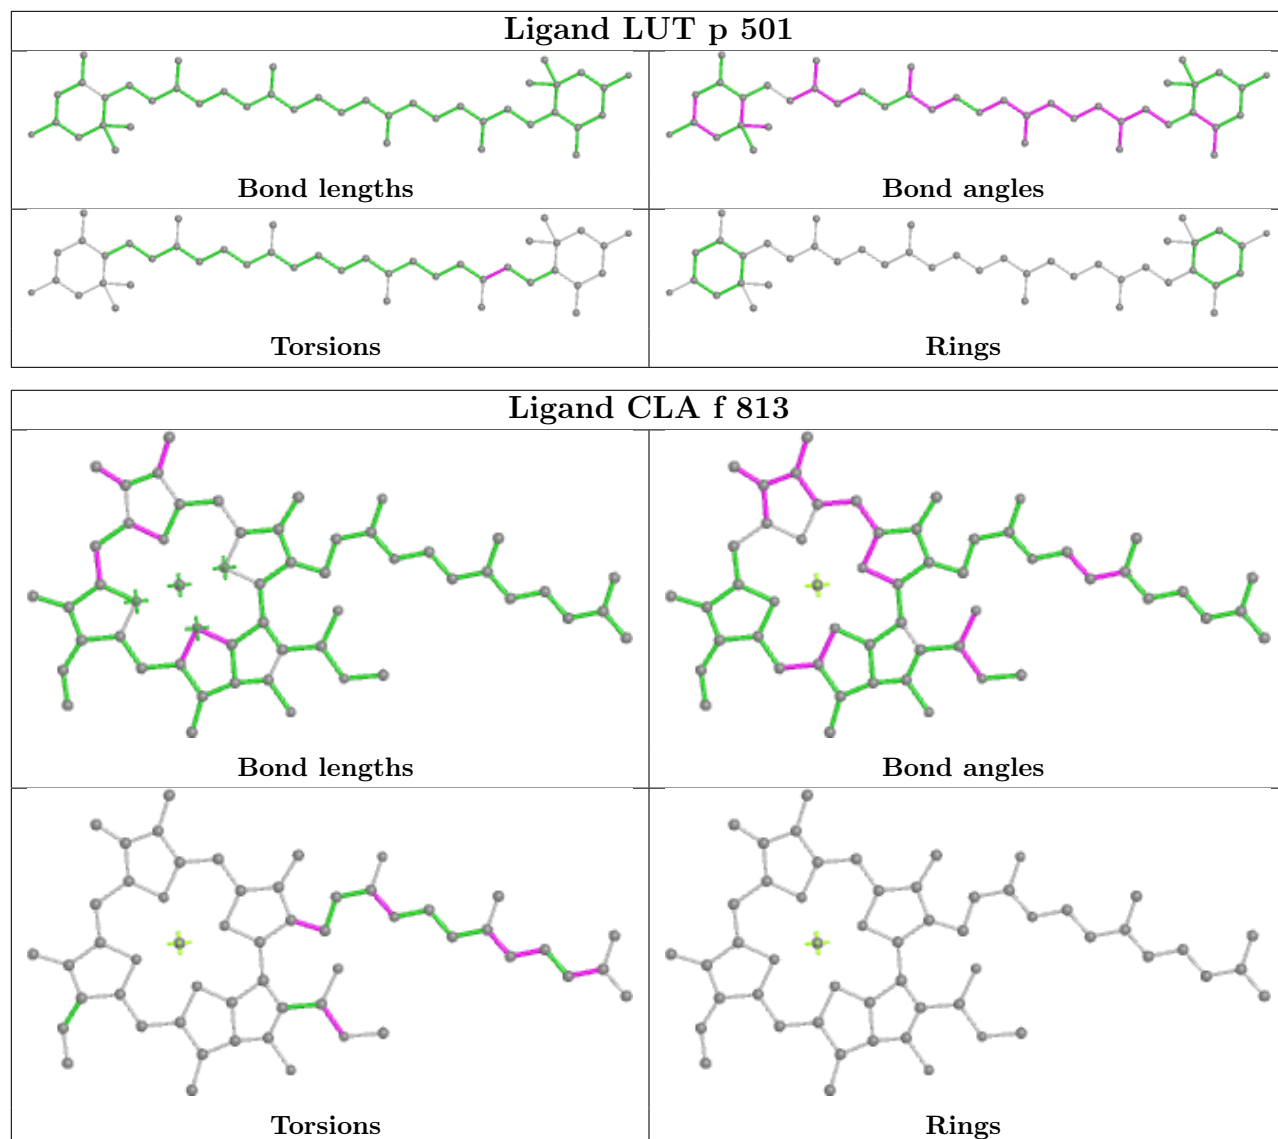 Ligand LUT p 501
Bond lengths
Bond angles
Torsions
Rings
Ligand CLA f 813
Bond lengths
Bond angles
Torsions
Rings